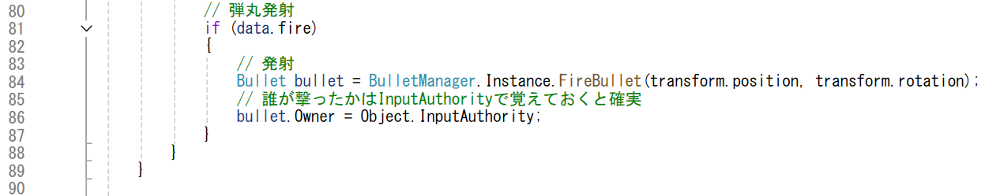 80 // 弾丸発射
81 if (data.fire)
82 {
83 // 発射
84 Bullet bullet = BulletManager.Instance.FireBullet(transform.position, transform.rotation);
85 // 誰が撃ったかはInputAuthorityで覚えておくと確実
86 bullet.Owner = Object.InputAuthority;
87 }
88 }
89 }
90